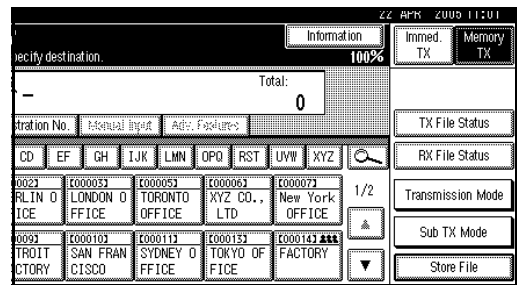 22 APR 2005 11:01
Information
Immed. TX
Memory TX
pecify destination.
100%
Total:
0
stration No.
Manual Input
Adv. Features
TX File Status
CD EF GH IJK LMN OPQ RST UVW XYZ
RX File Status
00002] [00003] [00005] [00006] [00007]
RLIN O LONDON O TORONTO XYZ CO., New York
ICE FFICE OFFICE LTD OFFICE
1/2
Transmission Mode
Sub TX Mode
00009] [00010] [00011] [00013] [00014]
TROIT SAN FRAN SYDNEY O TOKYO OF FACTORY
CTORY CISCO FFICE FICE
Store File